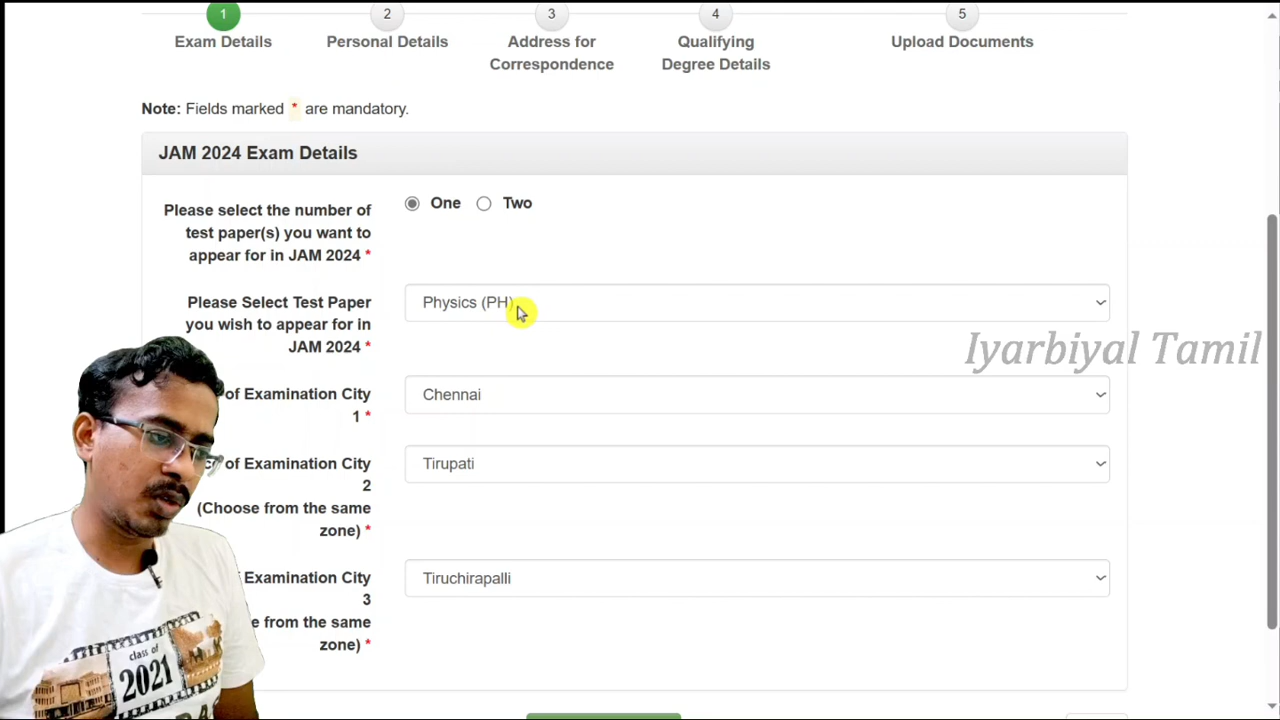 1
2
3
4
5
Exam Details
Personal Details
Address for
Correspondence
Qualifying
Degree Details
Upload Documents
Note: Fields marked * are mandatory.
JAM 2024 Exam Details
Please select the number of
test paper(s) you want to
appear for in JAM 2024 *
One
Two
Please Select Test Paper
you wish to appear for in
JAM 2024 *
Physics (PH)
Iyarbiyal Tamil
of Examination City
1 *
Chennai
of Examination City
2
(Choose from the same
zone) *
Tirupati
Examination City
3
from the same
zone) *
Tiruchirapalli
class of
2021